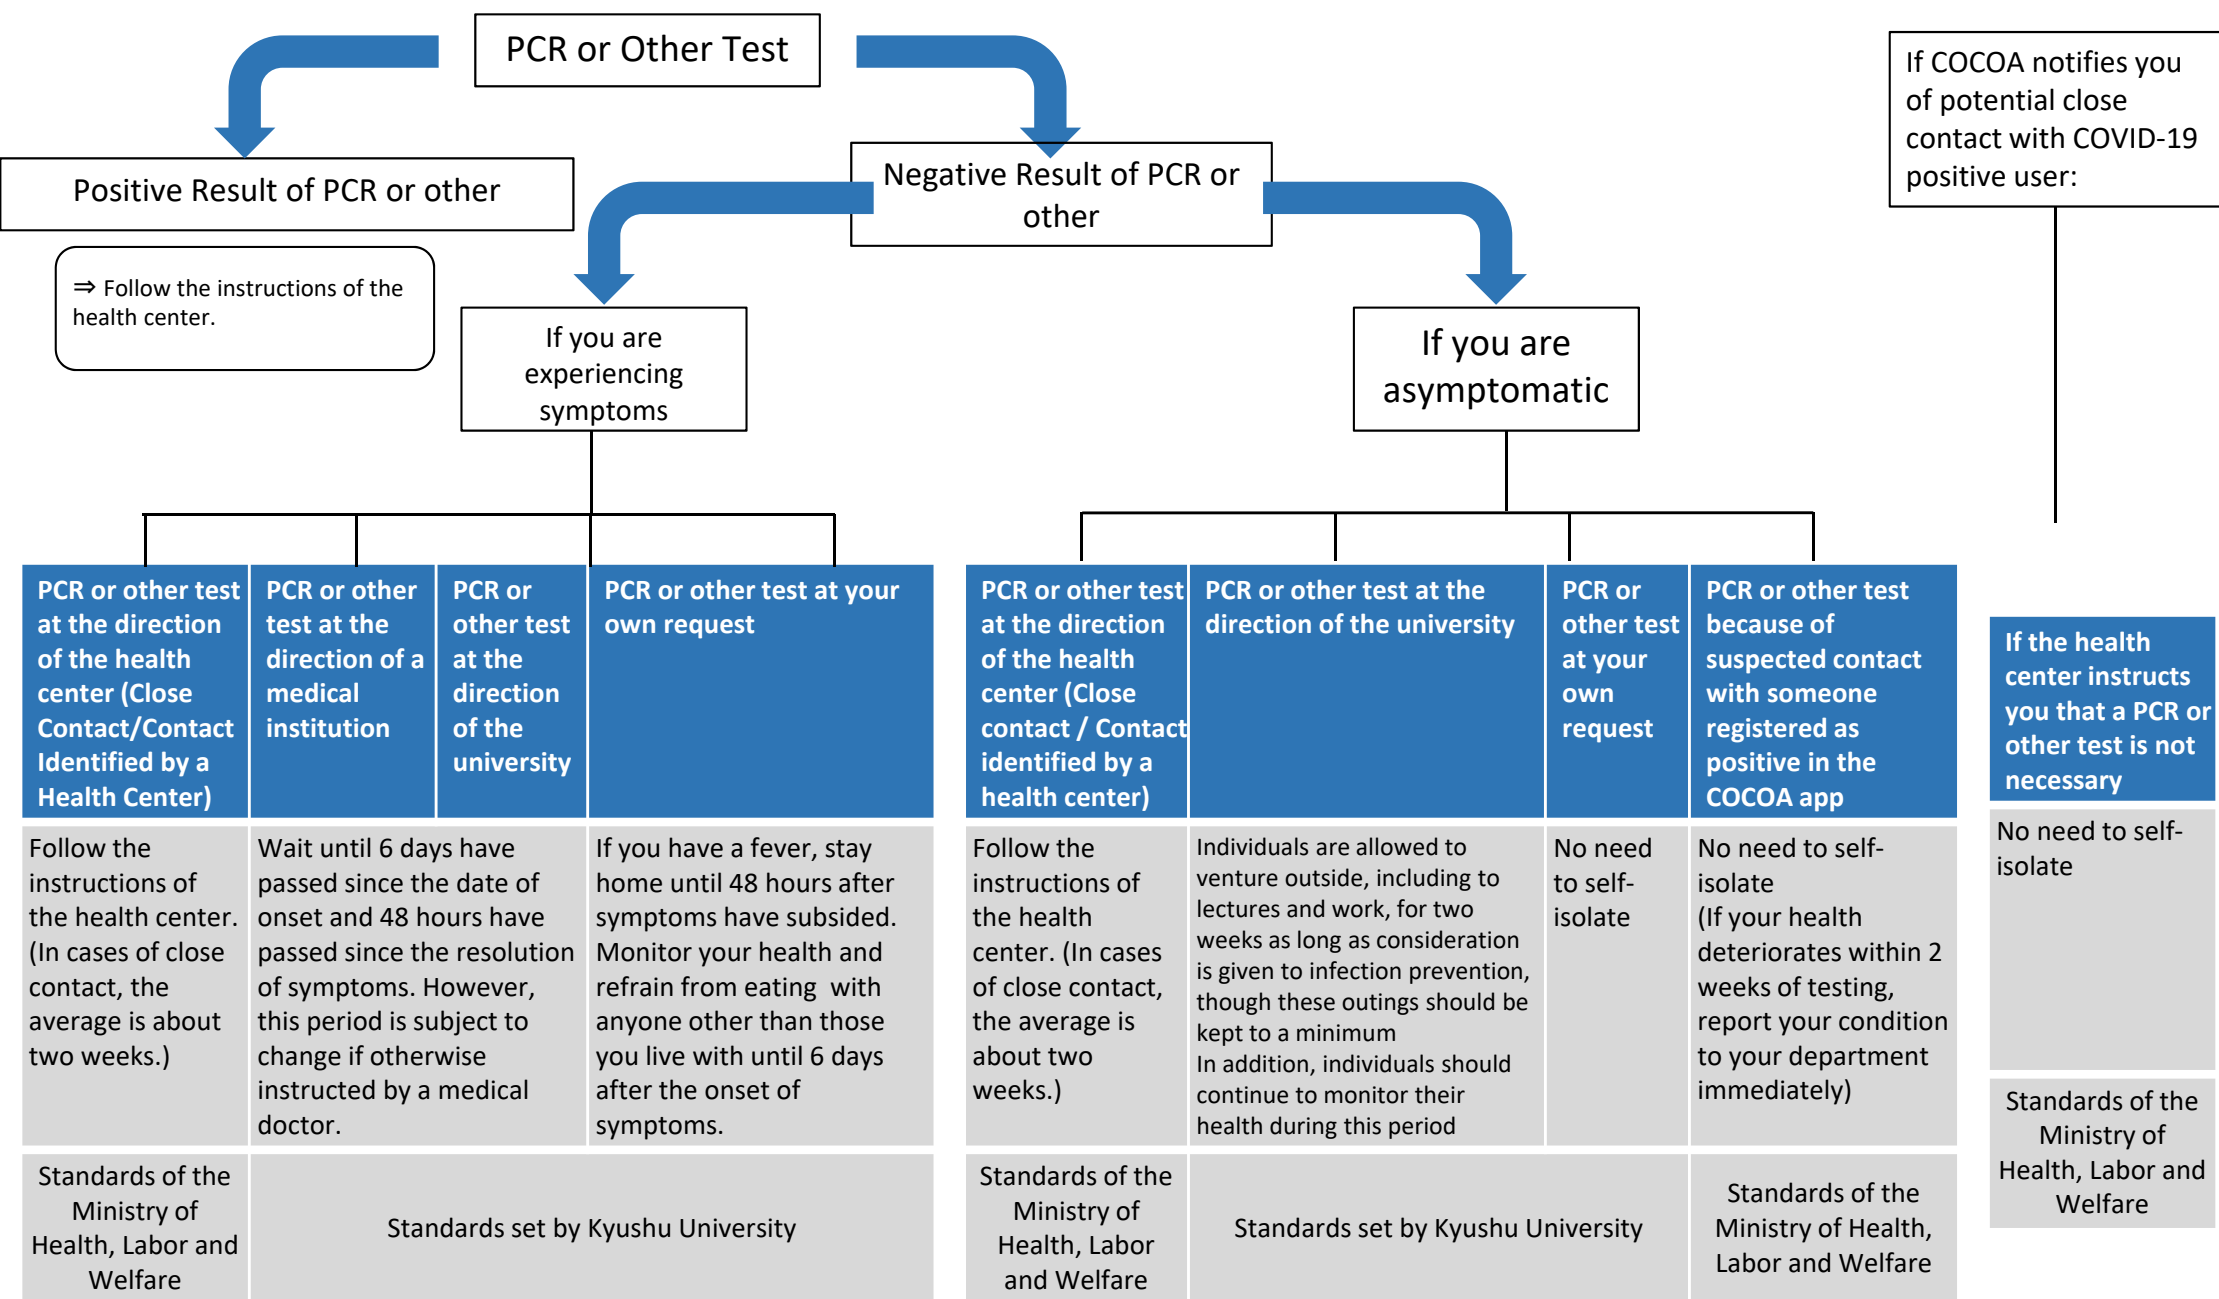 PCR or Other Test
If COCOA notifies you
of potential close
contact with COVID-19
positive user:
Positive Result of PCR or other
Negative Result of PCR or
other
⇒ Follow the instructions of the
health center.
If you are
experiencing
symptoms
If you are
asymptomatic
PCR or other test
at the direction
of the health
center (Close
Contact/Contact
Identified by a
Health Center)
PCR or other
test at the
direction of a
medical
institution
PCR or
other test
at the
direction
of the
university
PCR or other test at your
own request
PCR or other test
at the direction
of the health
center (Close
contact / Contact
identified by a
health center)
PCR or other test at the
direction of the university
PCR or
other test
at your
own
request
PCR or other test
because of
suspected contact
with someone
registered as
positive in the
COCOA app
If the health
center instructs
you that a PCR or
other test is not
necessary
Follow the
instructions of
the health center.
(In cases of close
contact, the
average is about
two weeks.)
Wait until 6 days have
passed since the date of
onset and 48 hours have
passed since the resolution
of symptoms. However,
this period is subject to
change if otherwise
instructed by a medical
doctor.
If you have a fever, stay
home until 48 hours after
symptoms have subsided.
Monitor your health and
refrain from eating with
anyone other than those
you live with until 6 days
after the onset of
symptoms.
Follow the
instructions of
the health
center. (In cases
of close contact,
the average is
about two
weeks.)
Individuals are allowed to
venture outside, including to
lectures and work, for two
weeks as long as consideration
is given to infection prevention,
though these outings should be
kept to a minimum
In addition, individuals should
continue to monitor their
health during this period
No need
to self-
isolate
No need to self-
isolate
(If your health
deteriorates within 2
weeks of testing,
report your condition
to your department
immediately)
No need to self-
isolate
Standards of the
Ministry of
Health, Labor and
Welfare
Standards set by Kyushu University
Standards of the
Ministry of
Health, Labor
and Welfare
Standards set by Kyushu University
Standards of the
Ministry of Health,
Labor and Welfare
Standards of the
Ministry of
Health, Labor and
Welfare